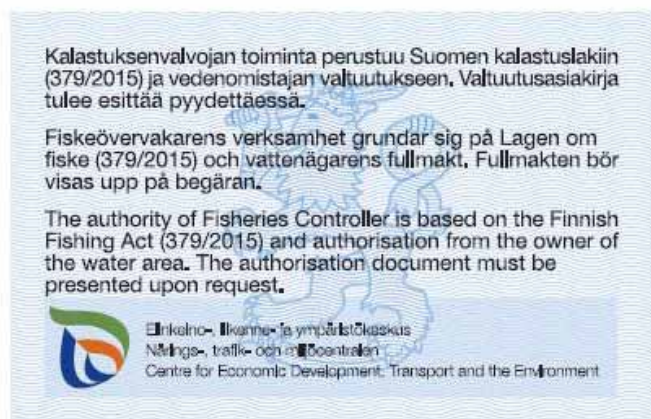 Kalastuksenvalvojan toiminta perustuu Suomen kalastuslakiin
(379/2015) ja vedenomistajan valtuutukseen. Valtuutusasiakirja
tulee esittää pyydettäessä.
Fiskeövervakarens verksamhet grundar sig på Lagen om
fiske (379/2015) och vattenägarens fullmakt. Fullmakten bör
visas upp på begäran.
The authority of Fisheries Controller is based on the Finnish
Fishing Act (379/2015) and authorisation from the owner of
the water area. The authorisation document must be
presented upon request.
Elinkeino-, liikenne- ja ympäristökeskus
Närings-, trafik- och miljöcentralen
Centre for Economic Development, Transport and the Environment